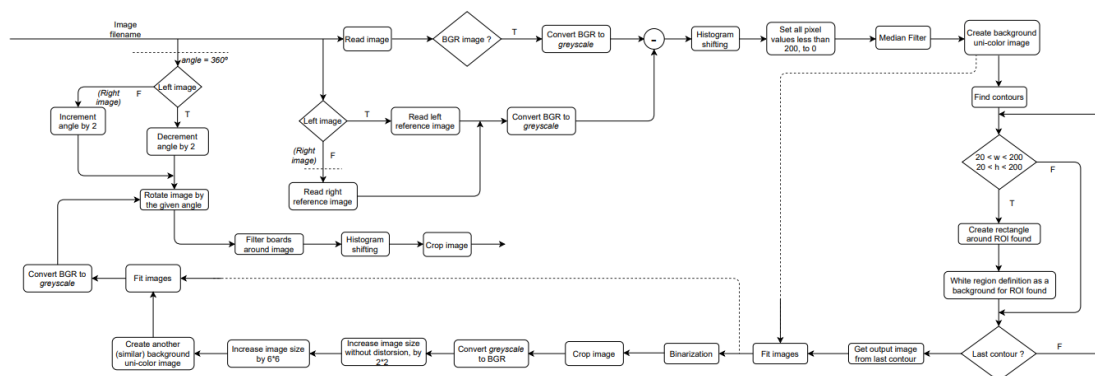 Image
filename
Read image
BGR image ?
T
Convert BGR to
greyscale
-
Histogram
shifting
Set all pixel
values less than
200, to 0
Median Filter
Create background
uni-color image
angle = 360º
Left image
(Right
image)
F
T
Increment
angle by 2
Decrement
angle by 2
Rotate image by
the given angle
Left image
T
Read left
reference image
Convert BGR to
greyscale
(Right
image)
F
Read right
reference image
Find contours
20 < w < 200
20 < h < 200
F
T
Create rectangle
around ROI found
White region definition as a
background for ROI found
Filter boards
around image
Histogram
shifting
Crop image
Convert BGR to
greyscale
Fit images
Create another
(similar) background
uni-color image
Increase image size
by 6*6
Increase image size
without distorsion, by
2*2
Convert greyscale
to BGR
Crop image
Binarization
Fit images
Get output image
from last contour
Last contour ?
F